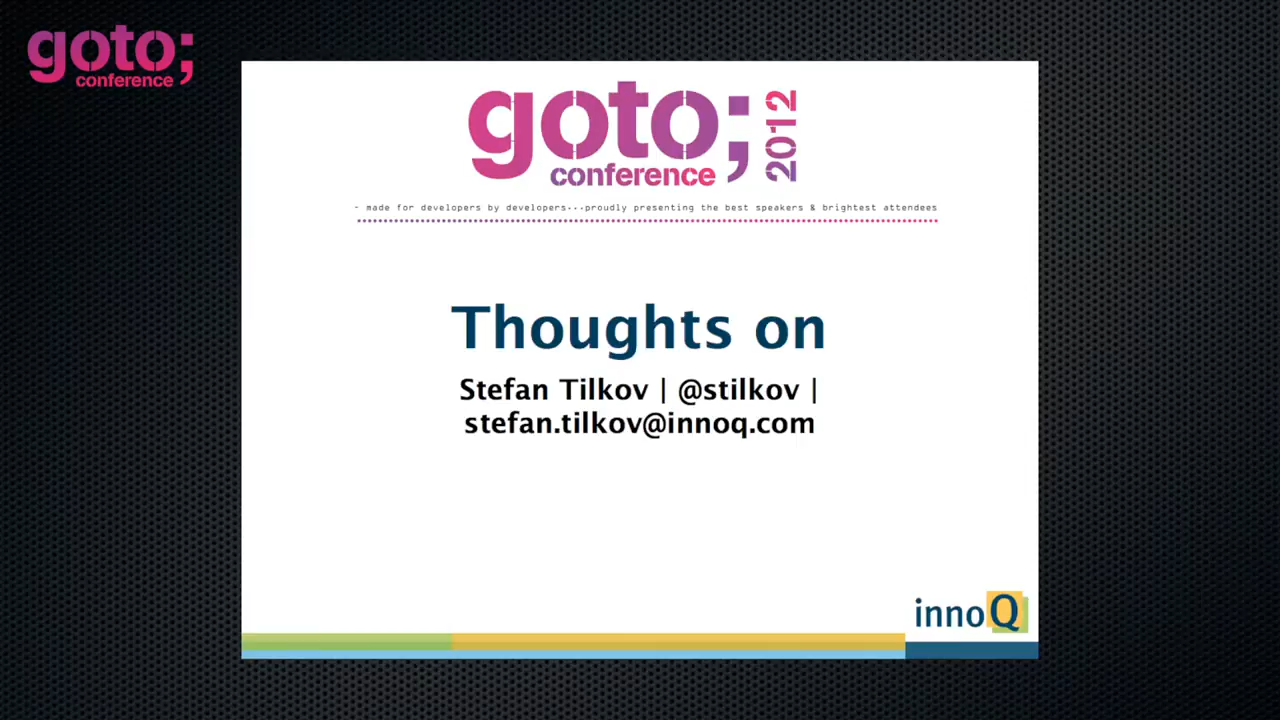 goto;
conference
goto;
conference
2012
- made for developers by developers...proudly presenting the best speakers & brightest attendees
Thoughts on
Stefan Tilkov | @stilkov |
stefan.tilkov@innoq.com
innoQ